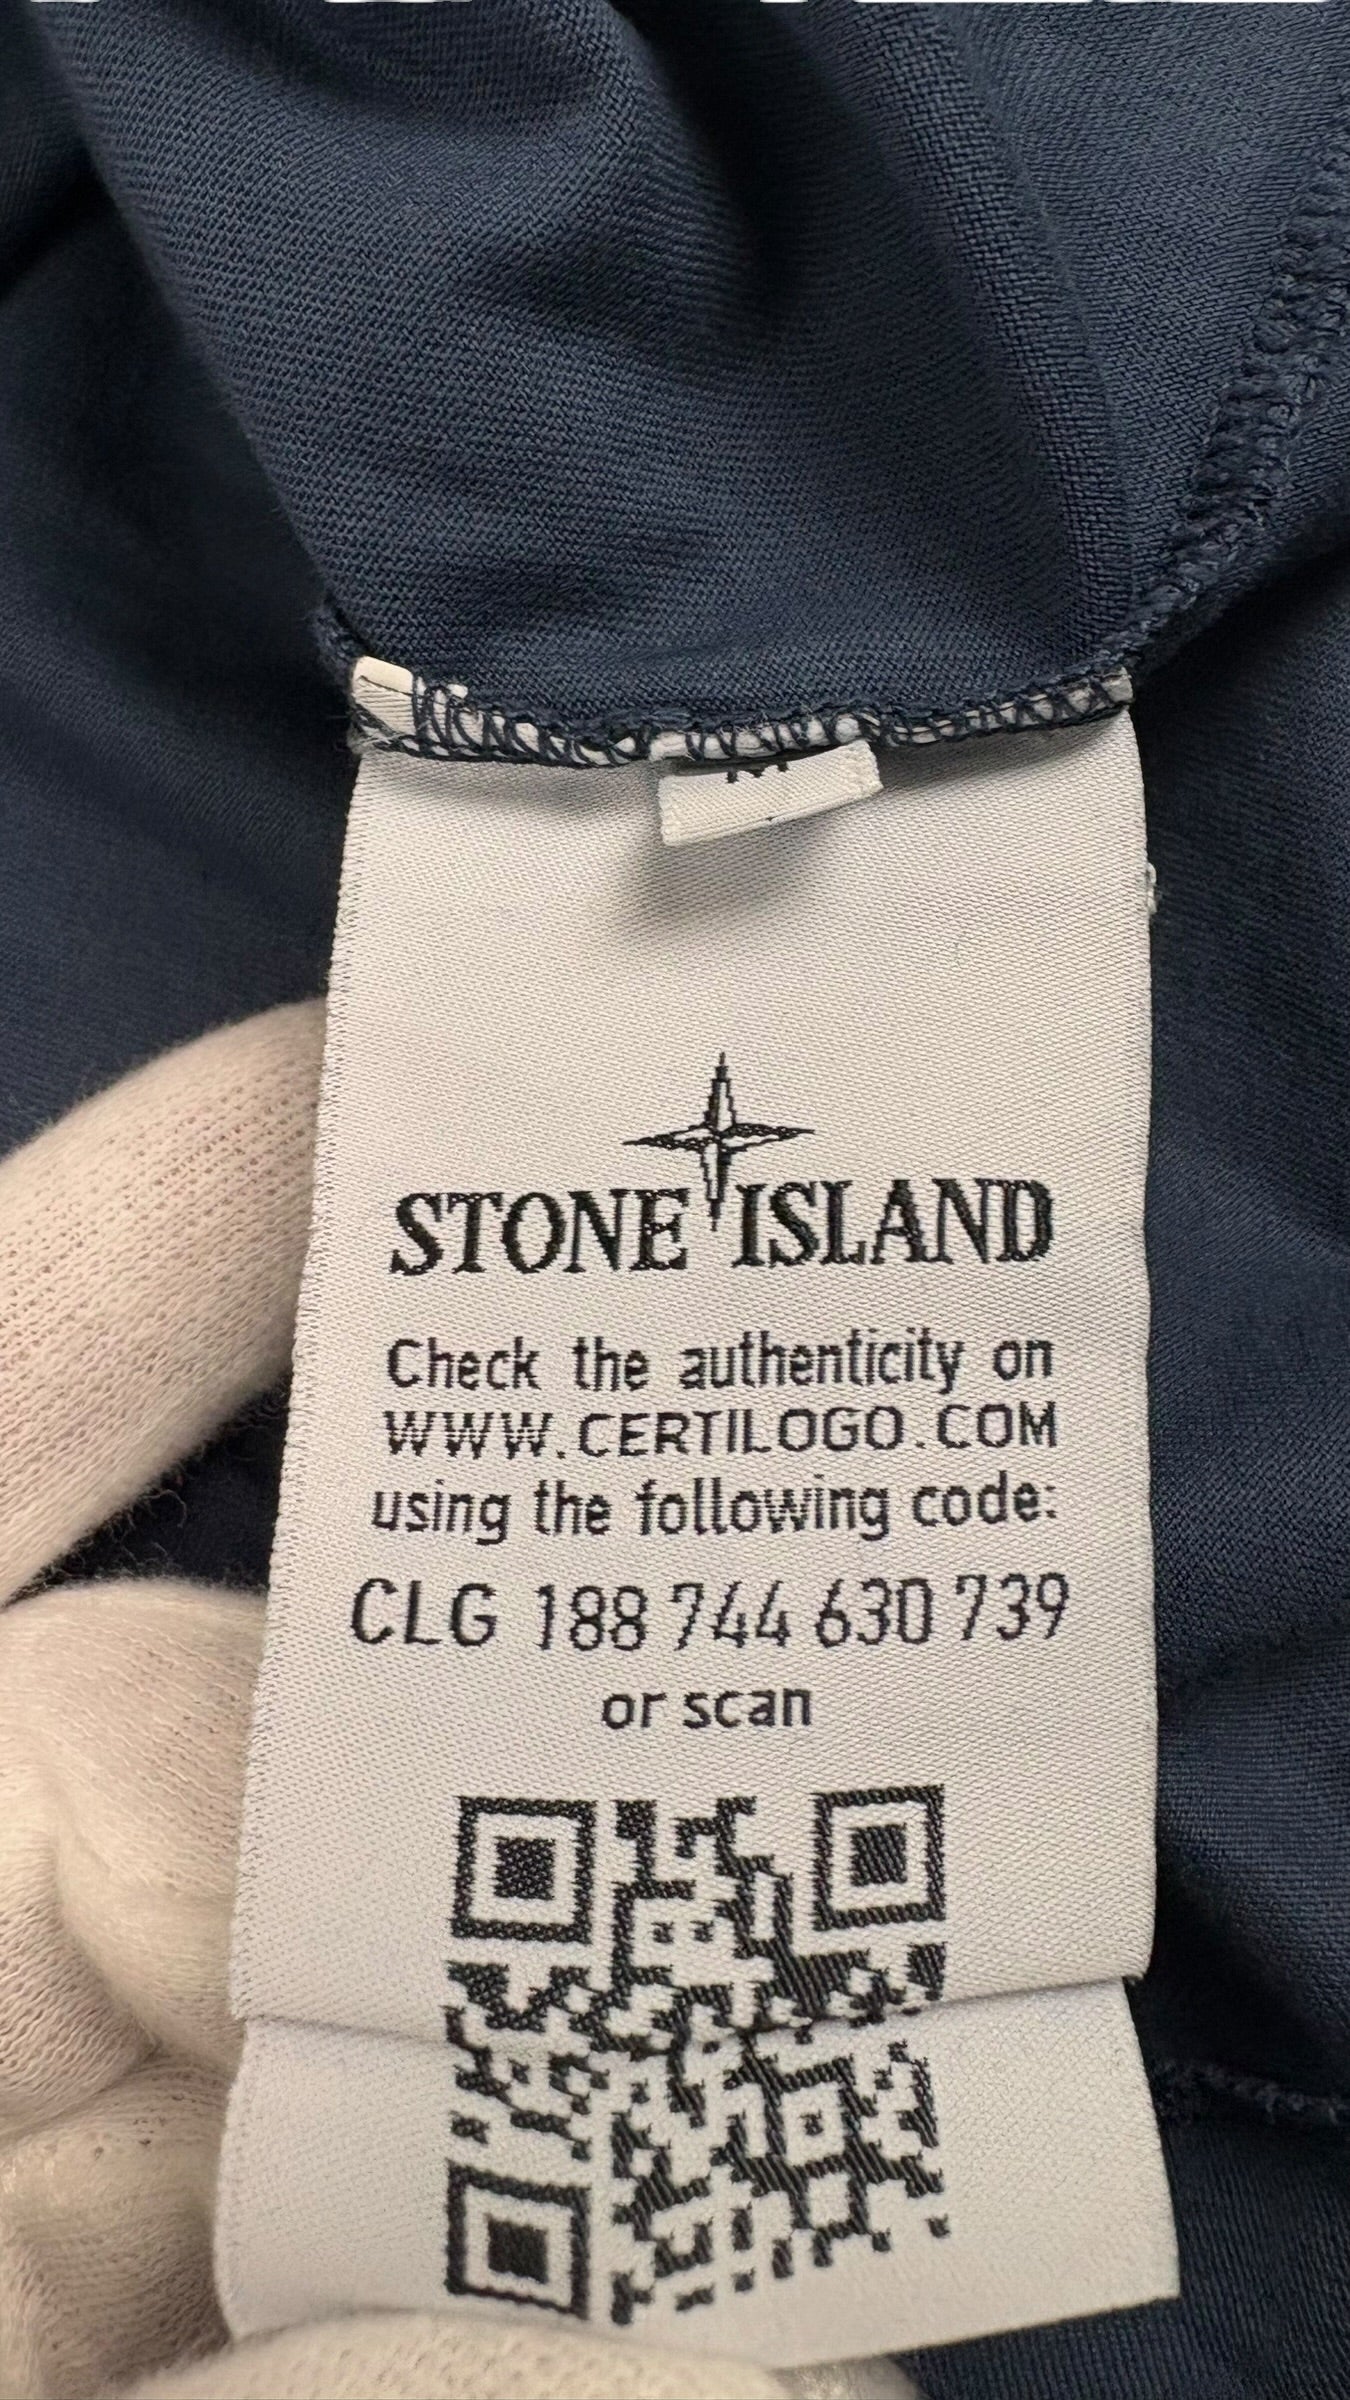 M
STONE ISLAND
Check the authenticity on
WWW.CERTILOGO.COM
using the following code:
CLG 188 744 630 739
or scan